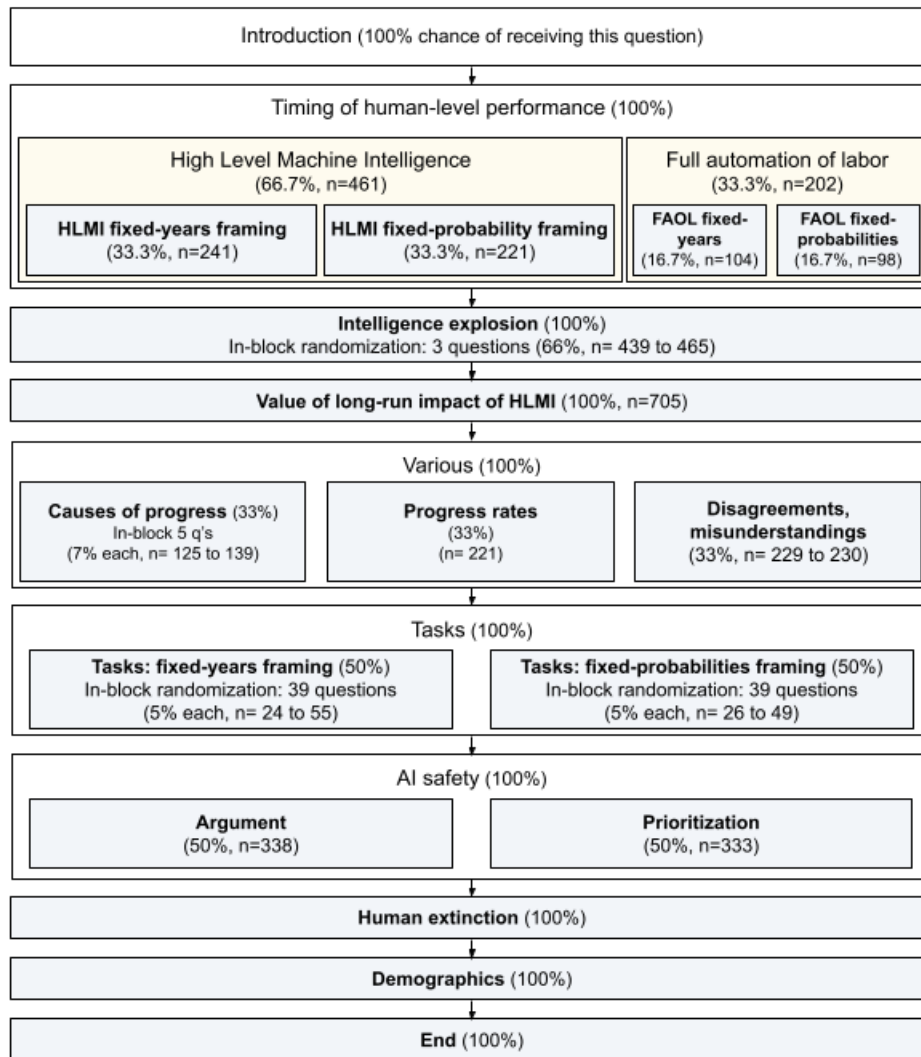 Introduction (100% chance of receiving this question)
Timing of human-level performance (100%)
High Level Machine Intelligence
(66.7%, n=461)
HLMI fixed-years framing
(33.3%, n=241)
HLMI fixed-probability framing
(33.3%, n=221)
Full automation of labor
(33.3%, n=202)
FAOL fixed-
years
(16.7%, n=104)
FAOL fixed-
probabilities
(16.7%, n=98)
Intelligence explosion (100%)
In-block randomization: 3 questions (66%, n= 439 to 465)
Value of long-run impact of HLMI (100%, n=705)
Various (100%)
Causes of progress (33%)
In-block 5 q's
(7% each, n= 125 to 139)
Progress rates
(33%)
(n= 221)
Disagreements,
misunderstandings
(33%, n= 229 to 230)
Tasks (100%)
Tasks: fixed-years framing (50%)
In-block randomization: 39 questions
(5% each, n= 24 to 55)
Tasks: fixed-probabilities framing (50%)
In-block randomization: 39 questions
(5% each, n= 26 to 49)
AI safety (100%)
Argument
(50%, n=338)
Prioritization
(50%, n=333)
Human extinction (100%)
Demographics (100%)
End (100%)